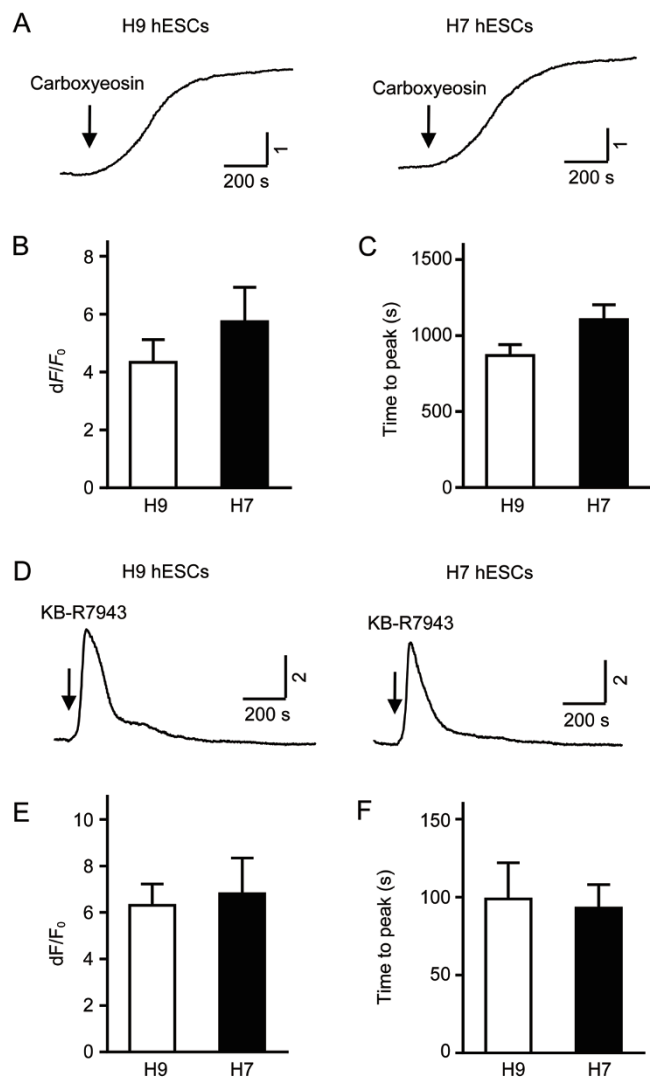 A
H9 hESCs
H7 hESCs
Carboxyeosin
Carboxyeosin
1
200 s
1
200 s
B
dF/F0
8
6
4
2
0
H9
H7
C
Time to peak (s)
1500
1000
500
0
H9
H7
D
H9 hESCs
H7 hESCs
KB-R7943
KB-R7943
2
200 s
2
200 s
E
dF/F0
10
8
6
4
2
0
H9
H7
F
Time to peak (s)
150
100
50
0
H9
H7